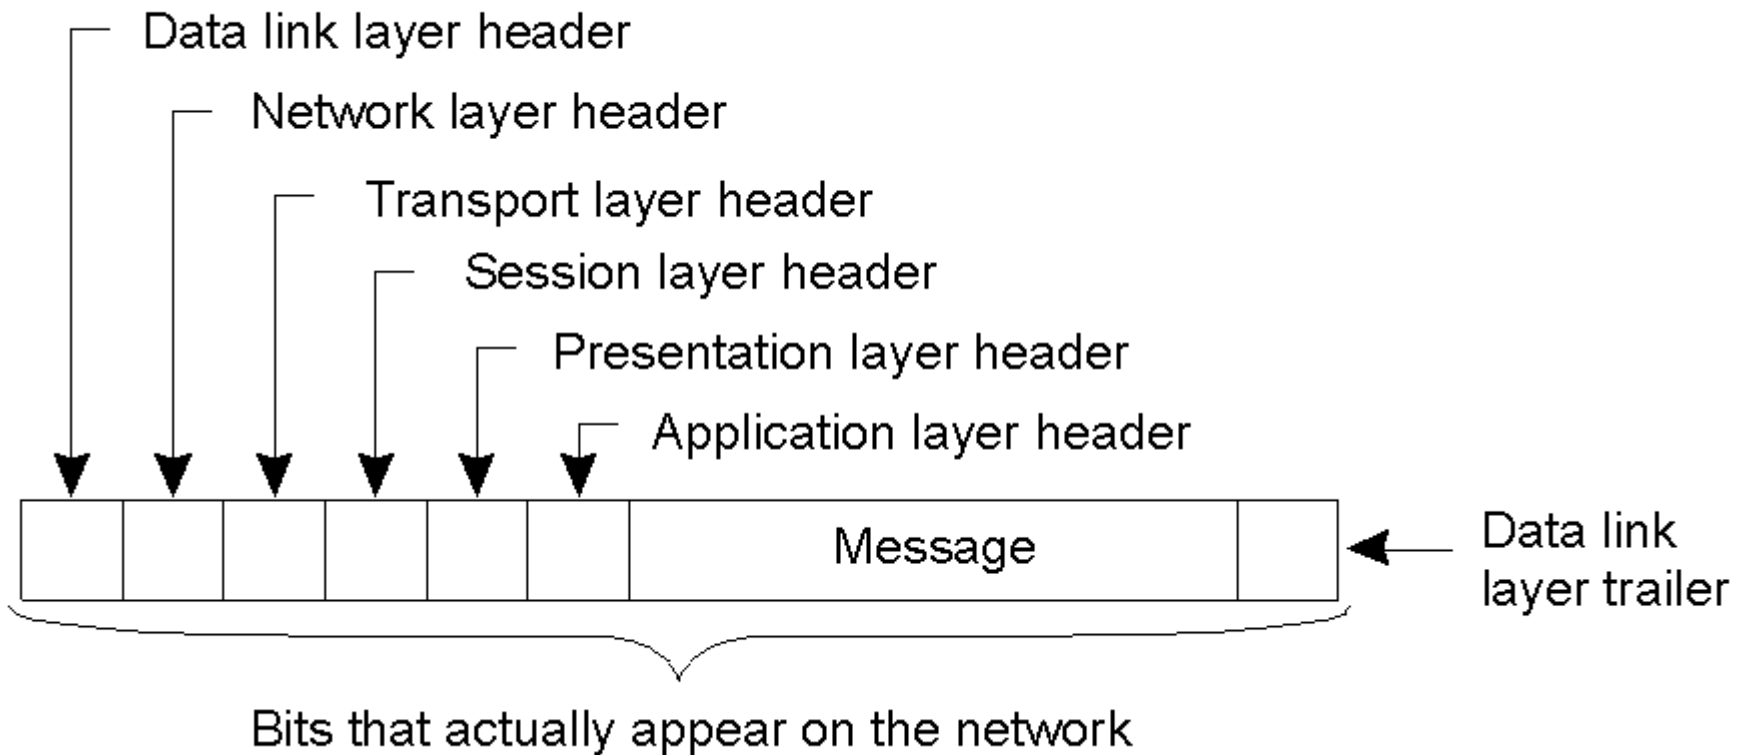 Data link layer header
Network layer header
Transport layer header
Session layer header
Presentation layer header
Application layer header
Message
Data link
layer trailer
Bits that actually appear on the network